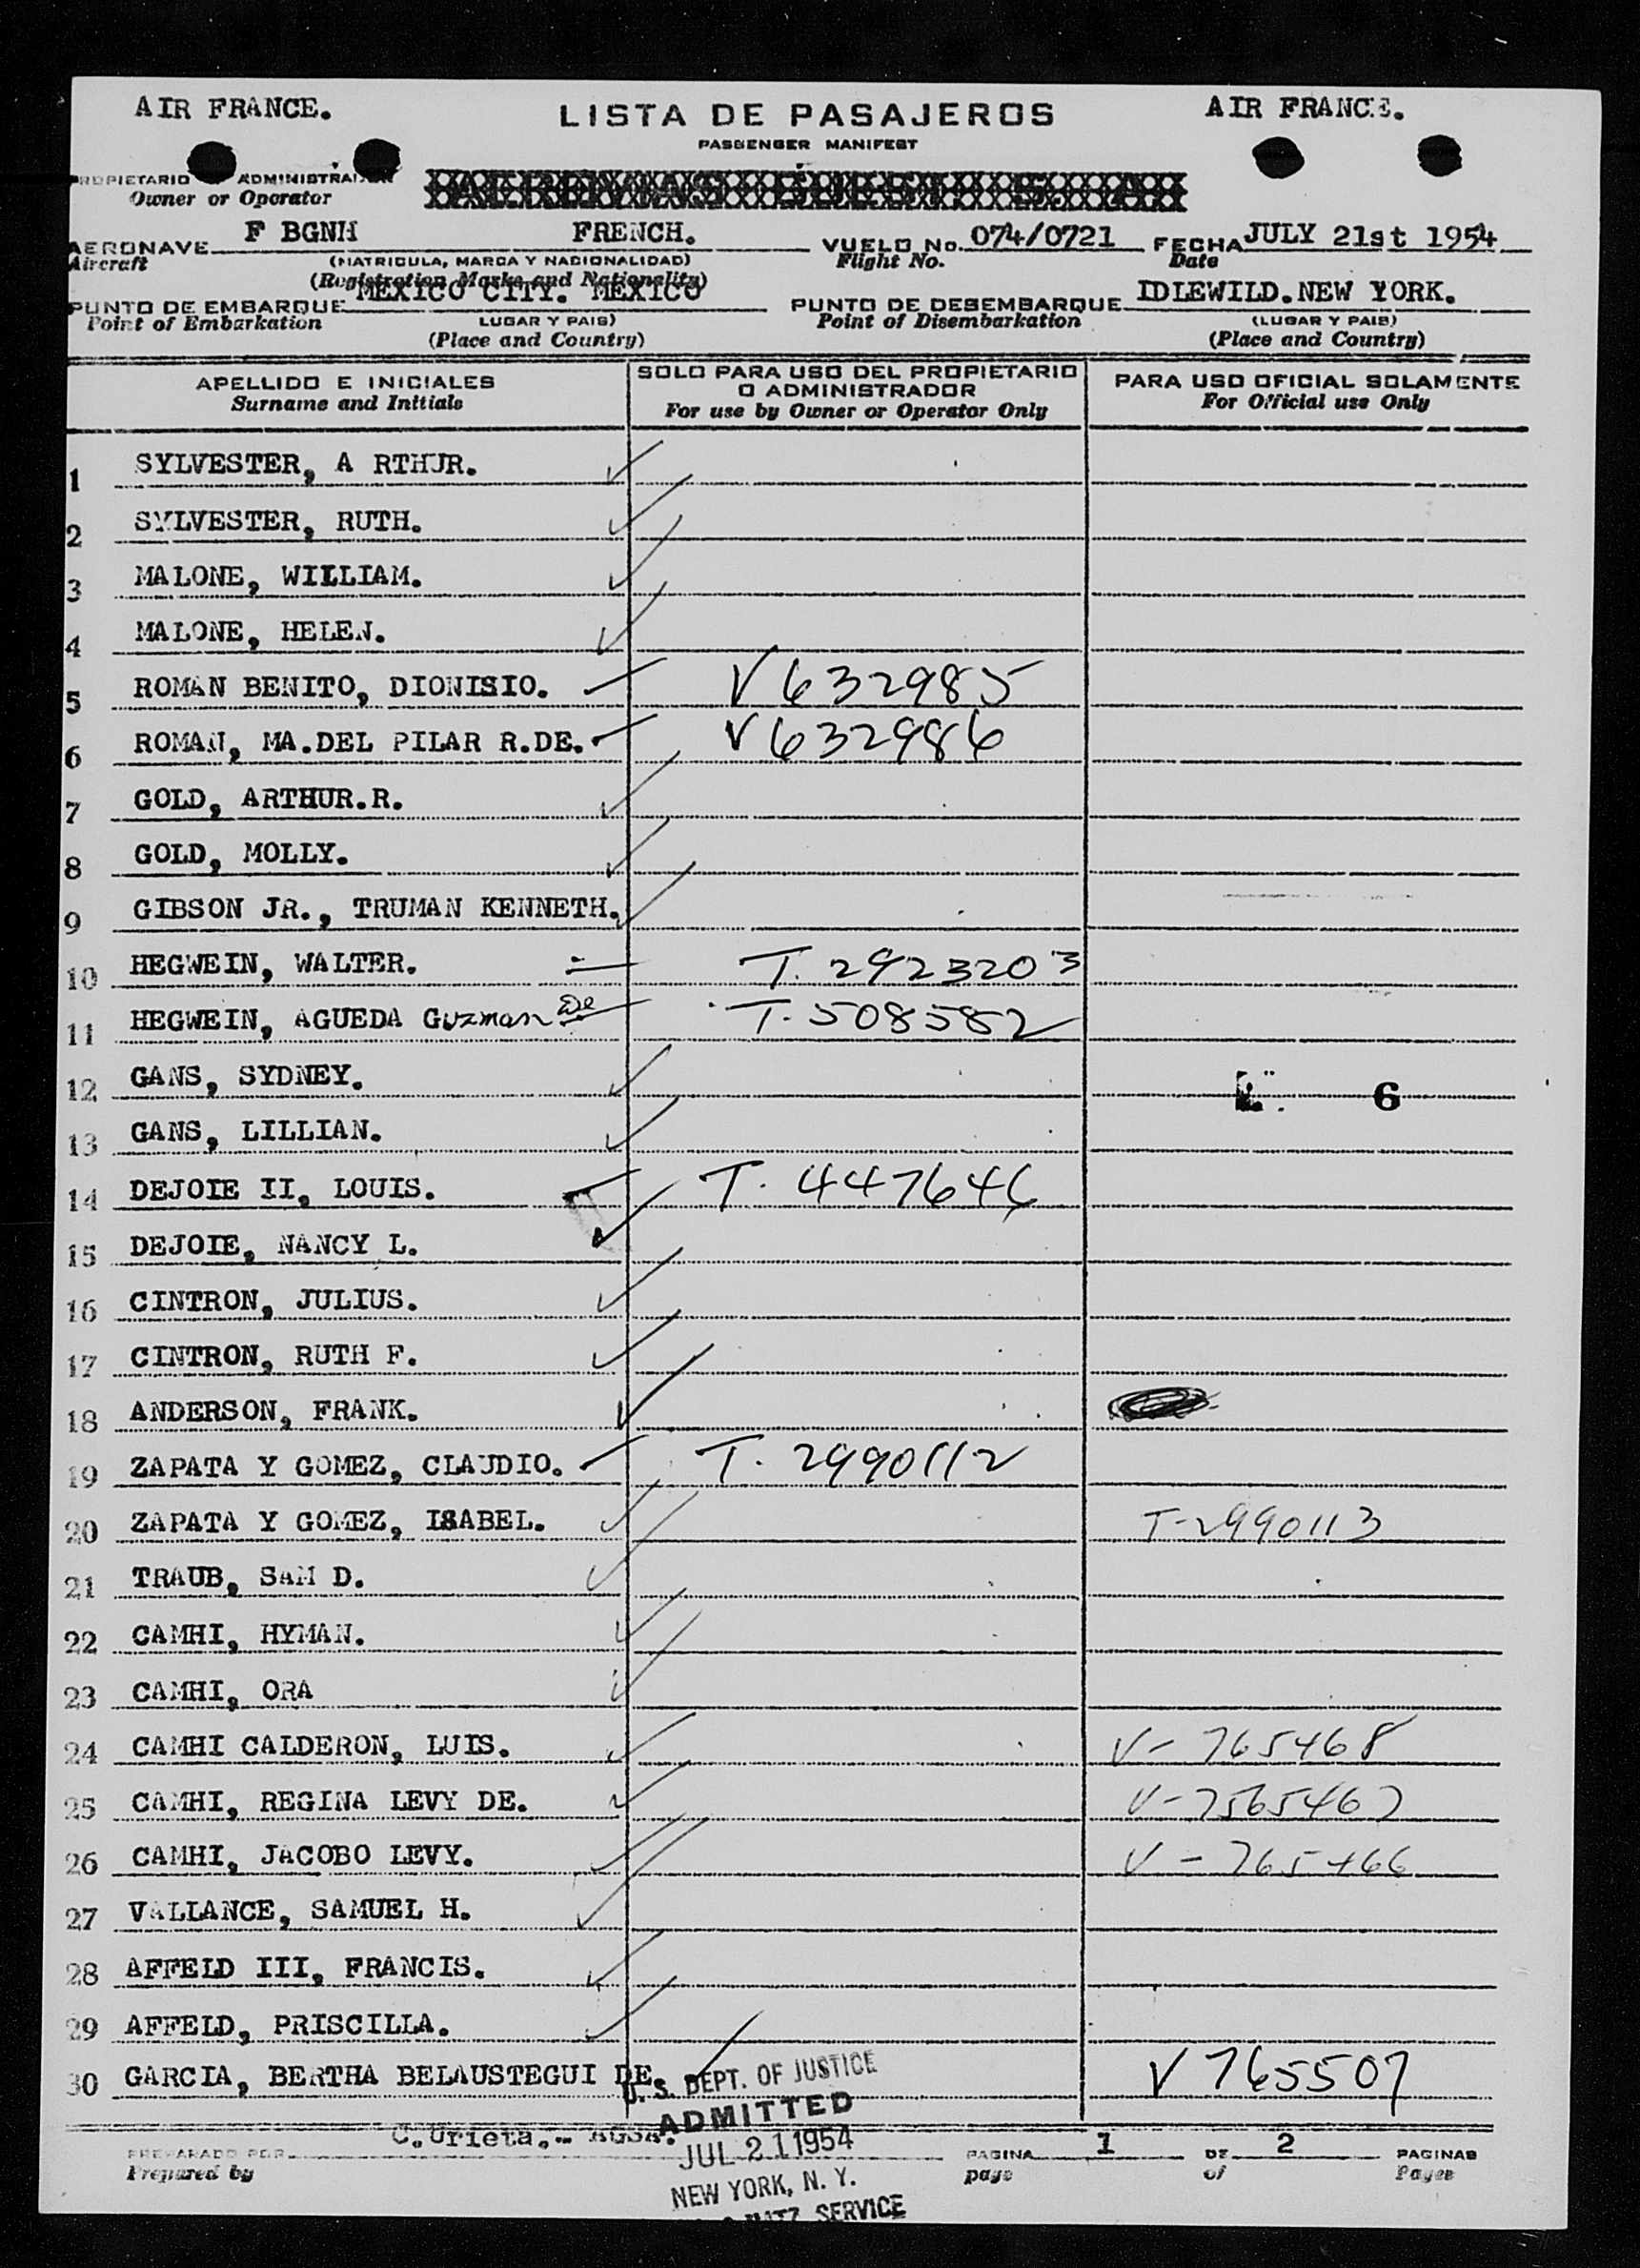 AIR FRANCE.
LISTA DE PASAJEROS
AIR FRANCE.
PASSENGER MANIFEST
PROPIETARIO ADMINISTRADOR
Owner or Operator
AERONAVE F BGNH FRENCH. VUELO No. 074/0721 FECHA JULY 21st 1954
Aircraft (MATRICULA, MARCA Y NACIONALIDAD) Flight No. Date
(Registration Marks and Nationality)
PUNTO DE EMBARQUE MEXICO CITY. MEXICO PUNTO DE DESEMBARQUE IDLEWILD.NEW YORK.
Point of Embarkation LUGAR Y PAIS) Point of Disembarkation (LUGAR Y PAIS)
(Place and Country) (Place and Country)
APELLIDO E INICIALES
Surname and Initials
SOLO PARA USO DEL PROPIETARIO
O ADMINISTRADOR
For use by Owner or Operator Only
PARA USO OFICIAL SOLAMENTE
For Official use Only
1 SYLVESTER, A RTHUR.
2 SYLVESTER, RUTH.
3 MALONE, WILLIAM.
4 MALONE, HELEN.
5 ROMAN BENITO, DIONISIO. V632985
6 ROMAN, MA.DEL PILAR R.DE. V632986
7 GOLD, ARTHUR.R.
8 GOLD, MOLLY.
9 GIBSON JR., TRUMAN KENNETH.
10 HEGWEIN, WALTER. T. 2923203
11 HEGWEIN, AGUEDA Guzman De T. 508582
12 GANS, SYDNEY. 6
13 GANS, LILLIAN.
14 DEJOIE II, LOUIS. T. 447646
15 DEJOIE, NANCY L.
16 CINTRON, JULIUS.
17 CINTRON, RUTH F.
18 ANDERSON, FRANK.
19 ZAPATA Y GOMEZ, CLAUDIO. T. 2990112
20 ZAPATA Y GOMEZ, ISABEL. T-2990113
21 TRAUB, SAM D.
22 CAMHI, HYMAN.
23 CAMHI, ORA
24 CAMHI CALDERON, LUIS. V-765468
25 CAMHI, REGINA LEVY DE. V-7565467
26 CAMHI, JACOBO LEVY. V-765466
27 VALLANCE, SAMUEL H.
28 AFFELD III, FRANCIS.
29 AFFELD, PRISCILLA.
30 GARCIA, BERTHA BELAUSTEGUI DE. V765507
U. S. DEPT. OF JUSTICE
ADMITTED
JUL 21 1954
NEW YORK, N. Y.
NATZ SERVICE
PREPARADO POR C.Urieta.-
Prepared by
PAGINA 1 DE 2 PAGINAS
page of Pages